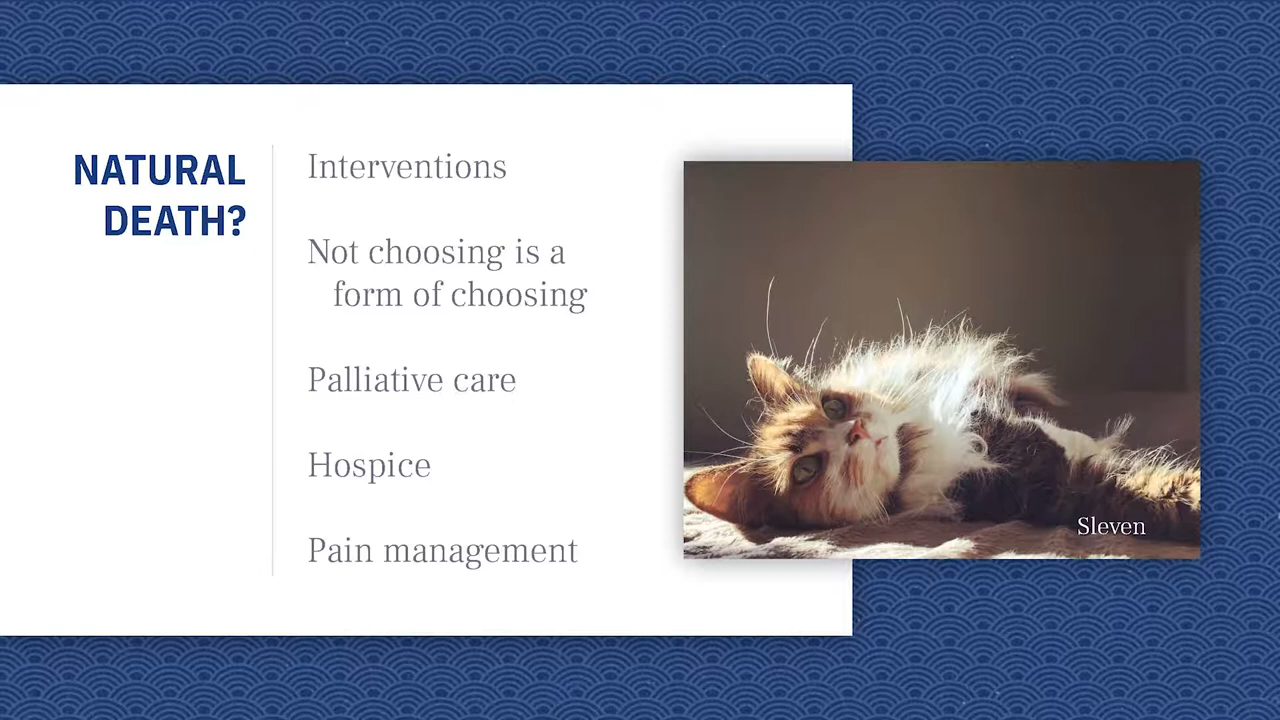 NATURAL
DEATH?
Interventions
Not choosing is a
form of choosing
Palliative care
Hospice
Pain management
Sleven